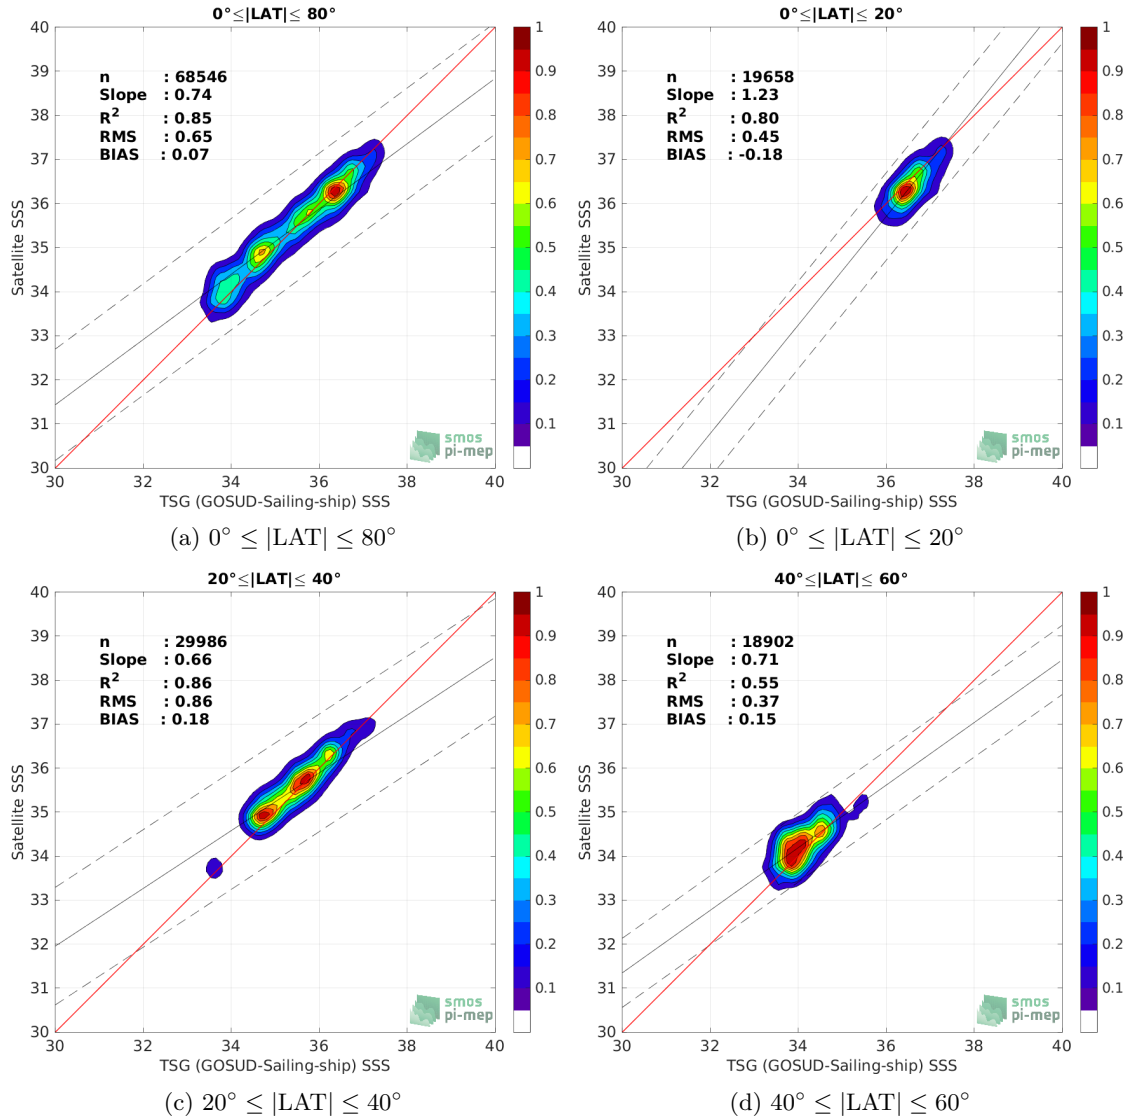 0°≤|LAT|≤ 80°
40
39
38
37
36
35
34
33
32
31
30
Satellite SSS
n : 68546
Slope : 0.74
R² : 0.85
RMS : 0.65
BIAS : 0.07
smos
pi-mep
30 32 34 36 38 40
TSG (GOSUD-Sailing-ship) SSS
1
0.9
0.8
0.7
0.6
0.5
0.4
0.3
0.2
0.1
(a) 0° ≤ |LAT| ≤ 80°
0°≤|LAT|≤ 20°
40
39
38
37
36
35
34
33
32
31
30
Satellite SSS
n : 19658
Slope : 1.23
R² : 0.80
RMS : 0.45
BIAS : -0.18
smos
pi-mep
30 32 34 36 38 40
TSG (GOSUD-Sailing-ship) SSS
1
0.9
0.8
0.7
0.6
0.5
0.4
0.3
0.2
0.1
(b) 0° ≤ |LAT| ≤ 20°
20°≤|LAT|≤ 40°
40
39
38
37
36
35
34
33
32
31
30
Satellite SSS
n : 29986
Slope : 0.66
R² : 0.86
RMS : 0.86
BIAS : 0.18
smos
pi-mep
30 32 34 36 38 40
TSG (GOSUD-Sailing-ship) SSS
1
0.9
0.8
0.7
0.6
0.5
0.4
0.3
0.2
0.1
(c) 20° ≤ |LAT| ≤ 40°
40°≤|LAT|≤ 60°
40
39
38
37
36
35
34
33
32
31
30
Satellite SSS
n : 18902
Slope : 0.71
R² : 0.55
RMS : 0.37
BIAS : 0.15
smos
pi-mep
30 32 34 36 38 40
TSG (GOSUD-Sailing-ship) SSS
1
0.9
0.8
0.7
0.6
0.5
0.4
0.3
0.2
0.1
(d) 40° ≤ |LAT| ≤ 60°